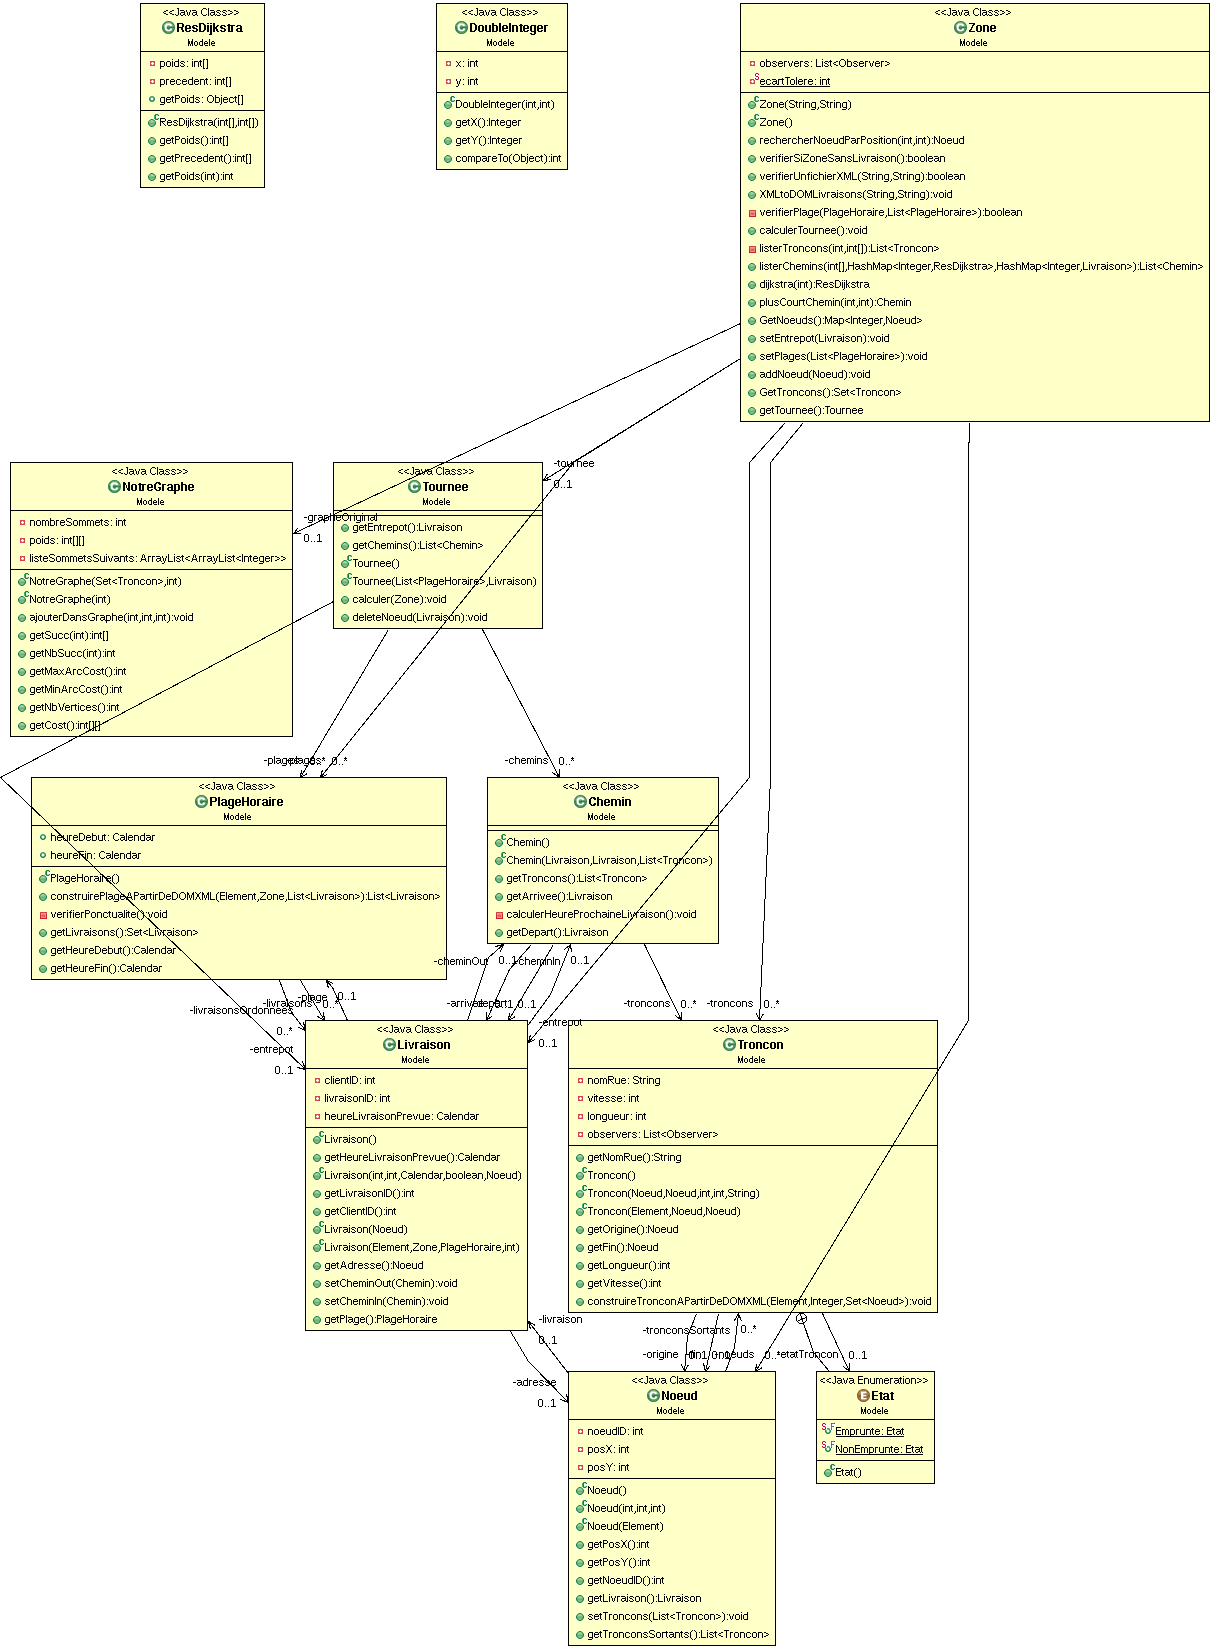 <<Java Class>>
ResDijkstra
Modele
poids: int[]
precedent: int[]
getPoids: Object[]
ResDijkstra(int[],int[])
getPoids():int[]
getPrecedent():int[]
getPoids(int):int
<<Java Class>>
DoubleInteger
Modele
x: int
y: int
DoubleInteger(int,int)
getX():Integer
getY():Integer
compareTo(Object):int
<<Java Class>>
Zone
Modele
observers: List<Observer>
ecartTolere: int
Zone(String,String)
Zone()
rechercherNoeudParPosition(int,int):Noeud
verifierSiZoneSansLivraison():boolean
verifierUnfichierXML(String,String):boolean
XMLtoDOMLivraisons(String,String):void
verifierPlage(PlageHoraire,List<PlageHoraire>):boolean
calculerTournee():void
listerTroncons(int,int[]):List<Troncon>
listerChemins(int[],HashMap<Integer,ResDijkstra>,HashMap<Integer,Livraison>):List<Chemin>
dijkstra(int):ResDijkstra
plusCourtChemin(int,int):Chemin
GetNoeuds():Map<Integer,Noeud>
setEntrepot(Livraison):void
setPlages(List<PlageHoraire>):void
addNoeud(Noeud):void
GetTroncons():Set<Troncon>
getTournee():Tournee
-tournee
0..1
-grapheOriginal
0..1
<<Java Class>>
NotreGraphe
Modele
nombreSommets: int
poids: int[][]
listeSommetsSuivants: ArrayList<ArrayList<Integer>>
NotreGraphe(Set<Troncon>,int)
NotreGraphe(int)
ajouterDansGraphe(int,int,int):void
getSucc(int):int[]
getNbSucc(int):int
getMaxArcCost():int
getMinArcCost():int
getNbVertices():int
getCost():int[][]
<<Java Class>>
Tournee
Modele
getEntrepot():Livraison
getChemins():List<Chemin>
Tournee()
Tournee(List<PlageHoraire>,Livraison)
calculer(Zone):void
deleteNoeud(Livraison):void
-plages
-plages
0..*
0..*
-chemins
0..*
<<Java Class>>
PlageHoraire
Modele
heureDebut: Calendar
heureFin: Calendar
PlageHoraire()
construirePlageAPartirDeDOMXML(Element,Zone,List<Livraison>):List<Livraison>
verifierPonctualite():void
getLivraisons():Set<Livraison>
getHeureDebut():Calendar
getHeureFin():Calendar
<<Java Class>>
Chemin
Modele
Chemin()
Chemin(Livraison,Livraison,List<Troncon>)
getTroncons():List<Troncon>
getArrivee():Livraison
calculerHeureProchaineLivraison():void
getDepart():Livraison
-cheminOut
0..1
-cheminIn
0..1
-livraisonsOrdonnees
0..*
-livraisons
0..*
-plage
0..1
-arrivee
0..1
-depart
0..1
-entrepot
0..1
-entrepot
0..1
-troncons
0..*
-troncons
0..*
<<Java Class>>
Livraison
Modele
clientID: int
livraisonID: int
heureLivraisonPrevue: Calendar
Livraison()
getHeureLivraisonPrevue():Calendar
Livraison(int,int,Calendar,boolean,Noeud)
getLivraisonID():int
getClientID():int
Livraison(Noeud)
Livraison(Element,Zone,PlageHoraire,int)
getAdresse():Noeud
setCheminOut(Chemin):void
setCheminIn(Chemin):void
getPlage():PlageHoraire
<<Java Class>>
Troncon
Modele
nomRue: String
vitesse: int
longueur: int
observers: List<Observer>
getNomRue():String
Troncon()
Troncon(Noeud,Noeud,int,int,String)
Troncon(Element,Noeud,Noeud)
getOrigine():Noeud
getFin():Noeud
getLongueur():int
getVitesse():int
construireTronconAPartirDeDOMXML(Element,Integer,Set<Noeud>):void
-livraison
0..1
-adresse
0..1
-tronconsSortants
0..*
-origine
0..1
-fin
0..1
-noeuds
0..*
-etatTroncon
0..1
<<Java Class>>
Noeud
Modele
noeudID: int
posX: int
posY: int
Noeud()
Noeud(int,int,int)
Noeud(Element)
getPosX():int
getPosY():int
getNoeudID():int
getLivraison():Livraison
setTroncons(List<Troncon>):void
getTronconsSortants():List<Troncon>
<<Java Enumeration>>
Etat
Modele
Emprunte: Etat
NonEmprunte: Etat
Etat()